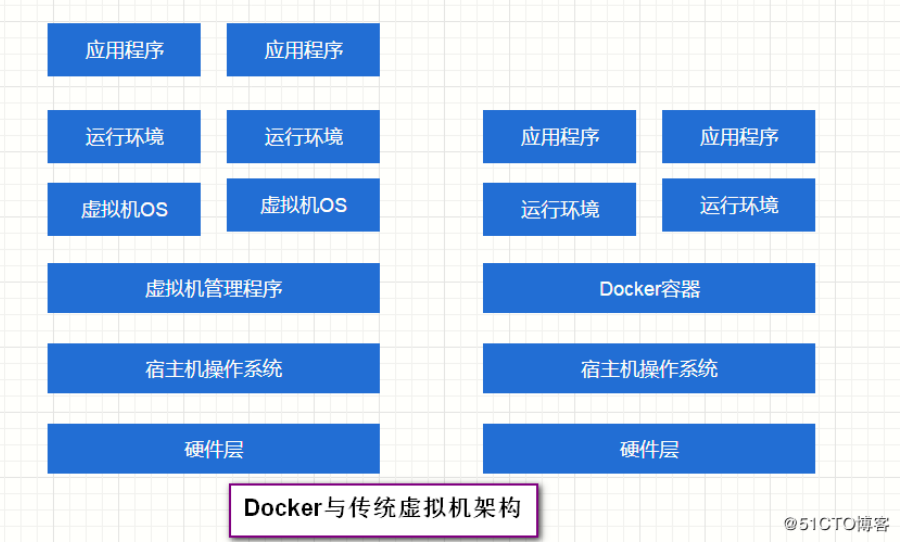 应用程序
应用程序
运行环境
运行环境
虚拟机OS
虚拟机OS
虚拟机管理程序
宿主机操作系统
硬件层
应用程序
应用程序
运行环境
运行环境
Docker容器
宿主机操作系统
硬件层
Docker与传统虚拟机架构
@51CTO博客